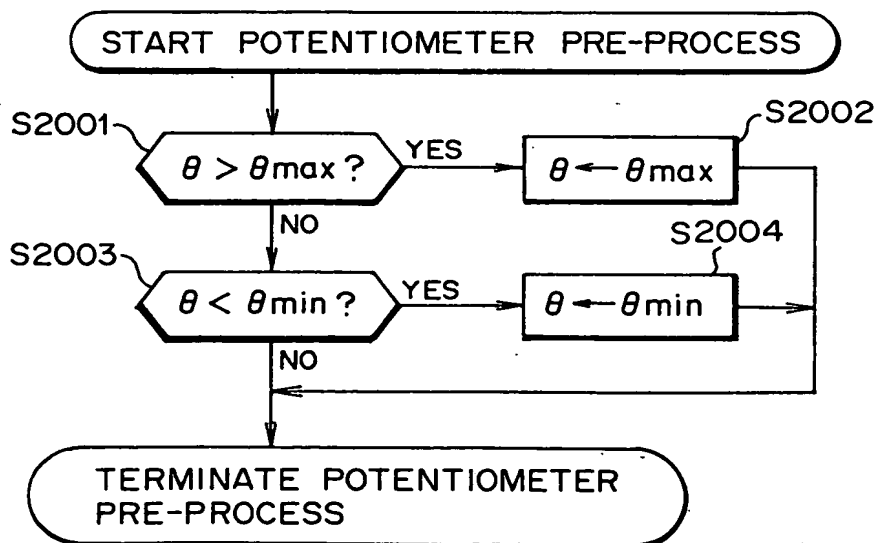 START POTENTIOMETER PRE-PROCESS
S2001
θ > θmax?
YES
S2002
θ ← θmax
NO
S2003
θ < θmin?
YES
S2004
θ ← θmin
NO
TERMINATE POTENTIOMETER
PRE-PROCESS